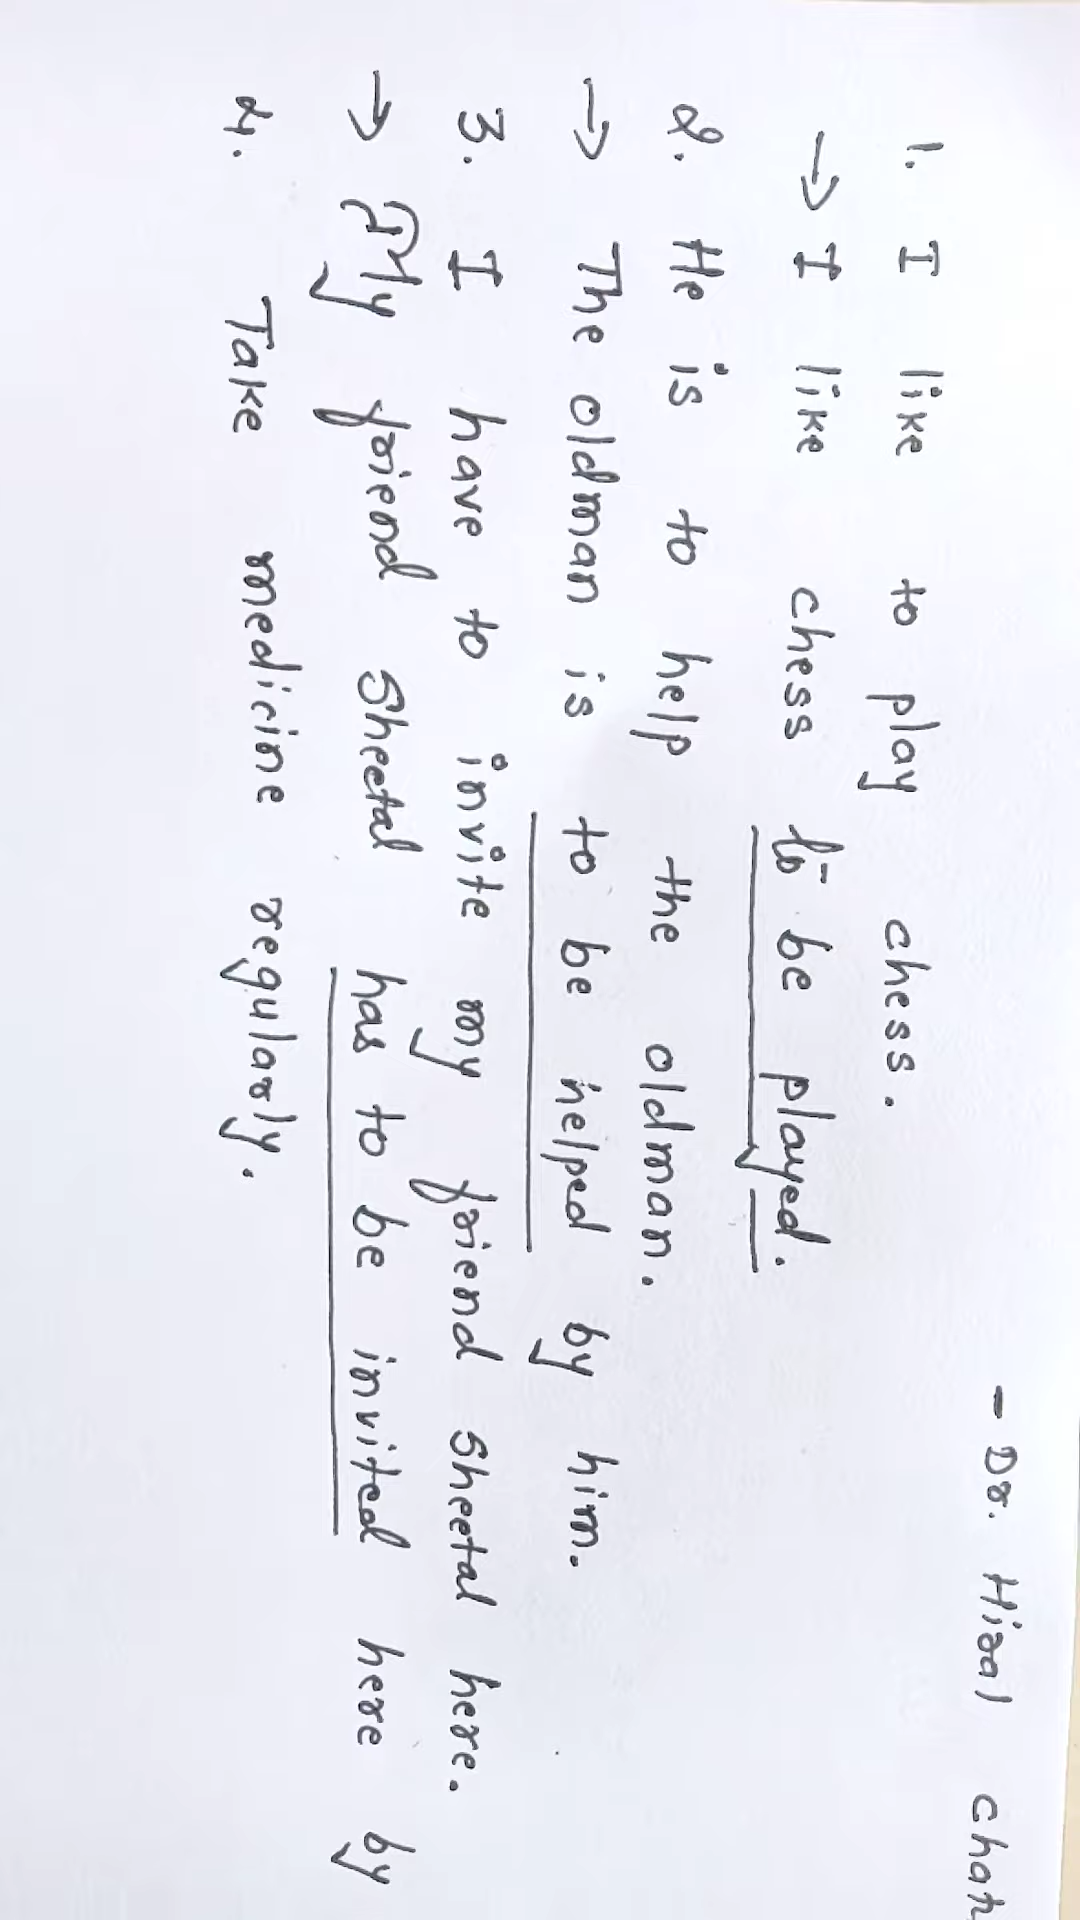 - Dr. Hiral
1. I like to play chess.
→ I like chess to be played.
2. He is to help the oldman.
→ The oldman is to be helped by him.
3. I have to invite my friend Sheetal here.
→ My friend Sheetal has to be invited here by
4. Take medicine regularly.